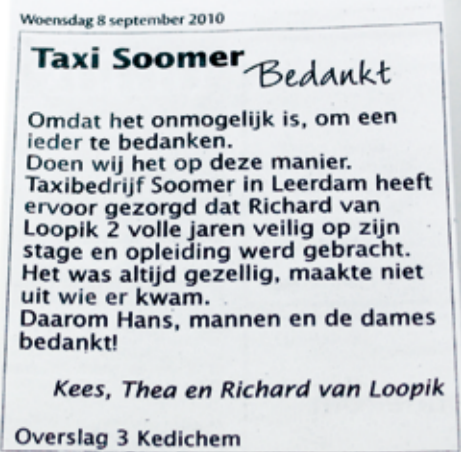 Woensdag 8 september 2010
Taxi Soomer Bedankt
Omdat het onmogelijk is, om een
ieder te bedanken.
Doen wij het op deze manier.
Taxibedrijf Soomer in Leerdam heeft
ervoor gezorgd dat Richard van
Loopik 2 volle jaren veilig op zijn
stage en opleiding werd gebracht.
Het was altijd gezellig, maakte niet
uit wie er kwam.
Daarom Hans, mannen en de dames
bedankt!
Kees, Thea en Richard van Loopik
Overslag 3 Kedichem